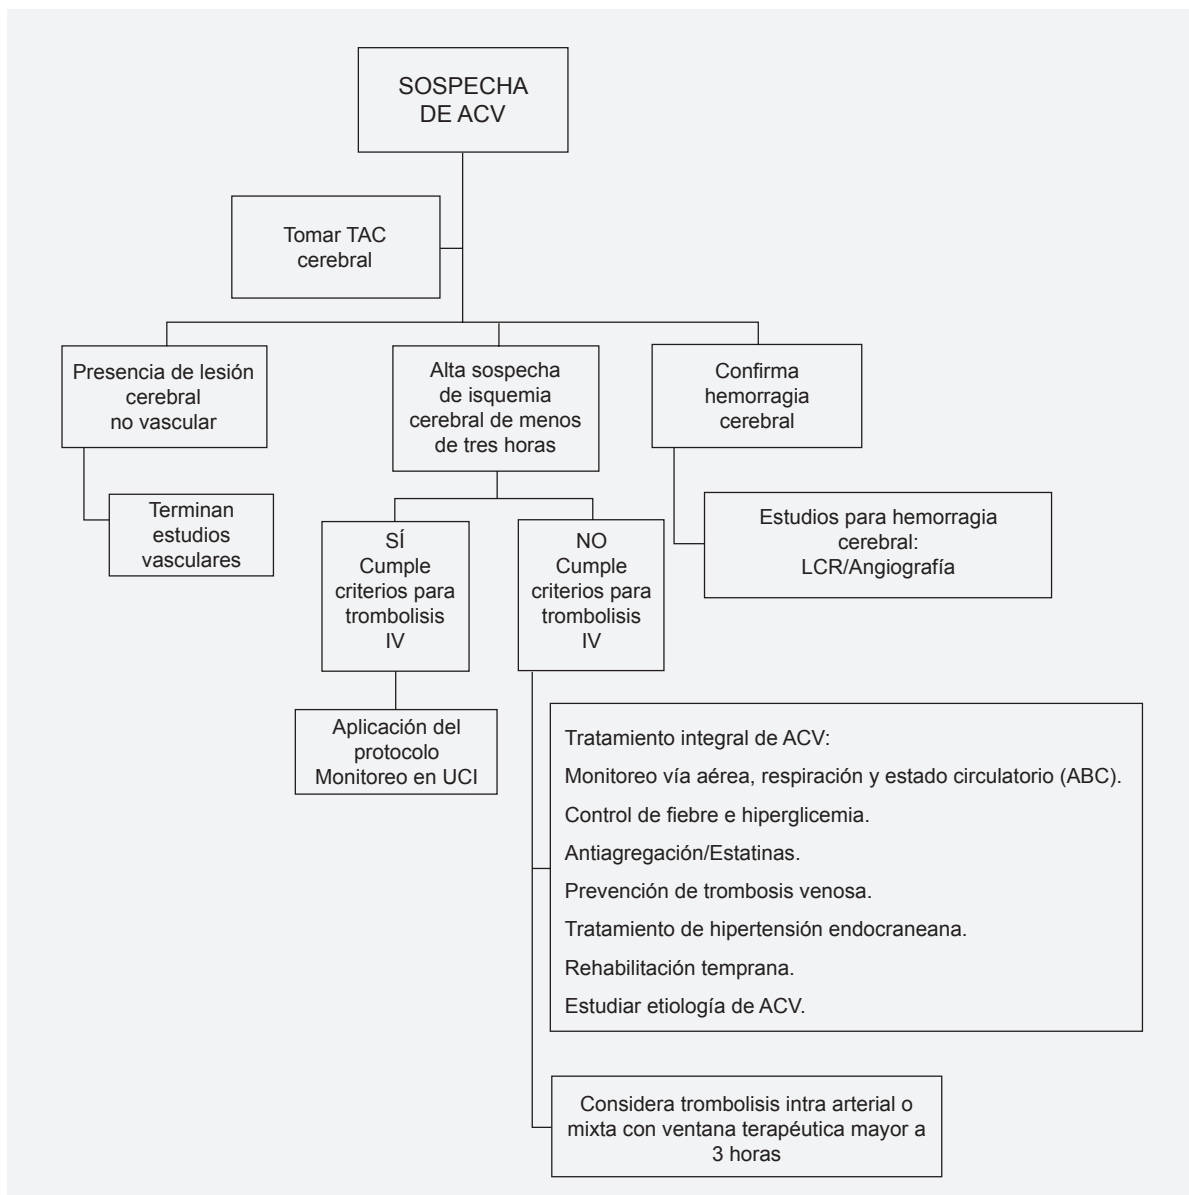 SOSPECHA
DE ACV
Tomar TAC
cerebral
Presencia de lesión
cerebral
no vascular
Alta sospecha
de isquemia
cerebral de menos
de tres horas
Confirma
hemorragia
cerebral
Terminan
estudios
vasculares
SÍ
Cumple
criterios para
trombolisis
IV
NO
Cumple
criterios para
trombolisis
IV
Estudios para hemorragia
cerebral:
LCR/Angiografía
Aplicación del
protocolo
Monitoreo en UCI
Tratamiento integral de ACV:
Monitoreo vía aérea, respiración y estado circulatorio (ABC).
Control de fiebre e hiperglicemia.
Antiagregación/Estatinas.
Prevención de trombosis venosa.
Tratamiento de hipertensión endocraneana.
Rehabilitación temprana.
Estudiar etiología de ACV.
Considera trombolisis intra arterial o
mixta con ventana terapéutica mayor a
3 horas